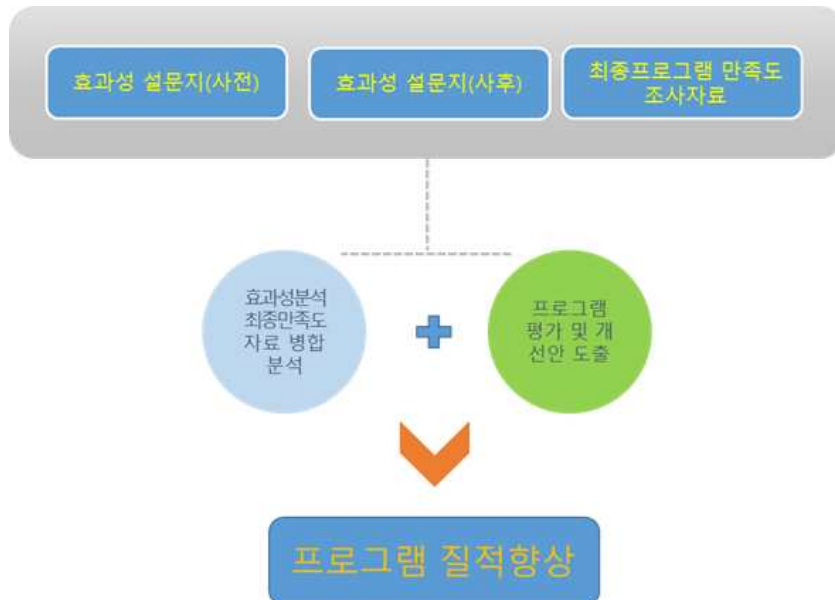 효과성 설문지(사전)
효과성 설문지(사후)
최종프로그램 만족도
조사자료
효과성분석
최종만족도
자료 병합
분석
프로그램
평가 및 개
선안 도출
프로그램 질적향상